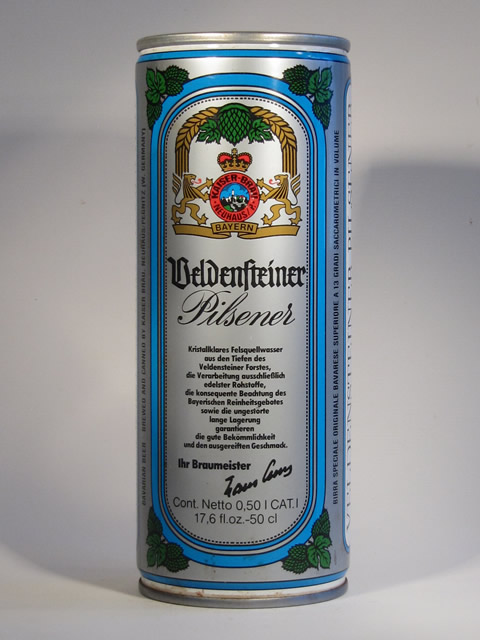 KAISER-BRÄU
NEUHAUS/P.
BAYERN
Veldensteiner
Pilsener
Kristallklares Felsquellwasser
aus den Tiefen des
Veldensteiner Forstes,
die Verarbeitung ausschließlich
edelster Rohstoffe,
die konsequente Beachtung des
Bayerischen Reinheitsgebotes
sowie die ungestorte
lange Lagerung
garantieren
die gute Bekömmlichkeit
und den ausgereiften Geschmack.
Ihr Braumeister
Cont. Netto 0,50 l CAT.I
17,6 fl.oz.-50 cl
BAVARIAN BEER BREWED AND CANNED BY KAISER BRÄU, NEUHAUS-PEGNITZ (W. GERMANY)
BIRRA SPECIALE ORIGINALE BAVARESE SUPERIORE A 13 GRADI SACCAROMETRICI IN VOLUME
VELDENSTEINER PILSENER